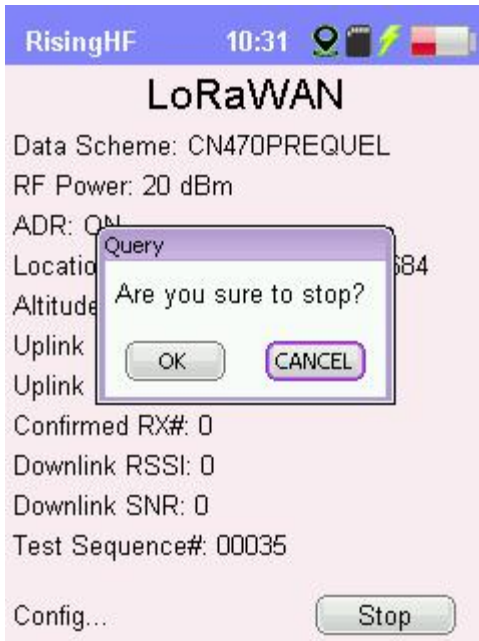 RisingHF 10:31
LoRaWAN
Data Scheme: CN470PREQUEL
RF Power: 20 dBm
ADR: ON
Query
684
Are you sure to stop?
Altitude
Uplink
OK CANCEL
Uplink
Confirmed RX#: 0
Downlink RSSI: 0
Downlink SNR: 0
Test Sequence#: 00035
Config... Stop